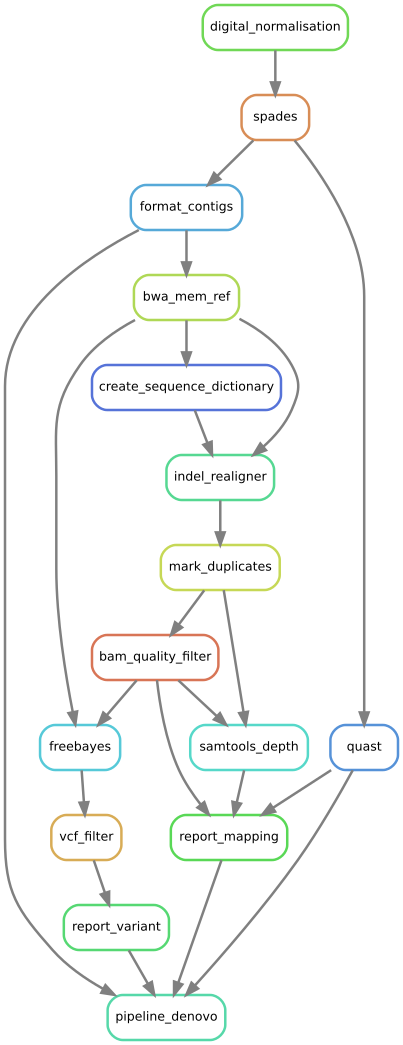 digital_normalisation
spades
format_contigs
bwa_mem_ref
create_sequence_dictionary
indel_realigner
mark_duplicates
bam_quality_filter
freebayes
samtools_depth
quast
vcf_filter
report_mapping
report_variant
pipeline_denovo